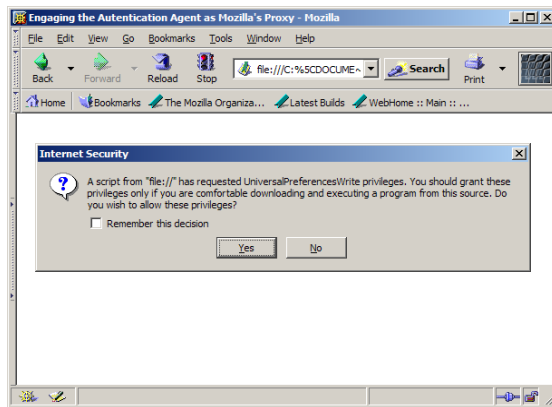 Engaging the Autentication Agent as Mozilla's Proxy - Mozilla
File Edit View Go Bookmarks Tools Window Help
Back Forward Reload Stop file:///C:%5CDOCUME Search Print
Home Bookmarks The Mozilla Organiza... Latest Builds WebHome :: Main :: ...
Internet Security
A script from "file://" has requested UniversalPreferencesWrite privileges. You should grant these
privileges only if you are comfortable downloading and executing a program from this source. Do
you wish to allow these privileges?
Remember this decision
Yes No